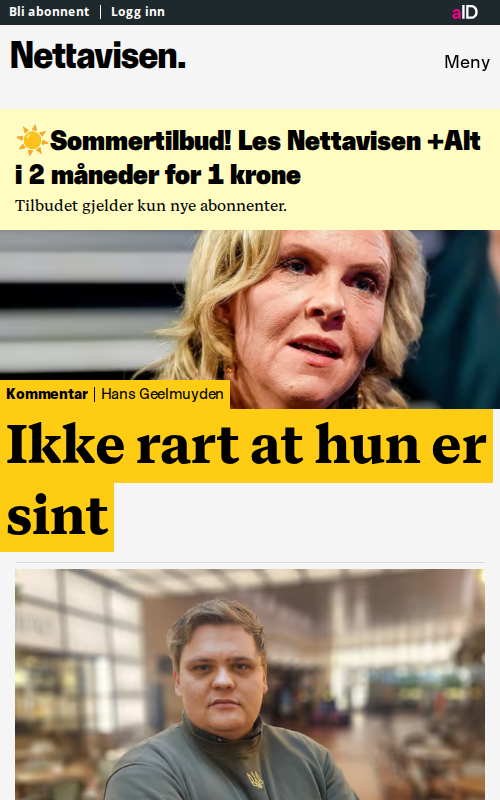 Bli abonnent | Logg inn
aID
Nettavisen.
Meny
☀️Sommertilbud! Les Nettavisen +Alt
i 2 måneder for 1 krone
Tilbudet gjelder kun nye abonnenter.
Kommentar | Hans Geelmuyden
Ikke rart at hun er
sint